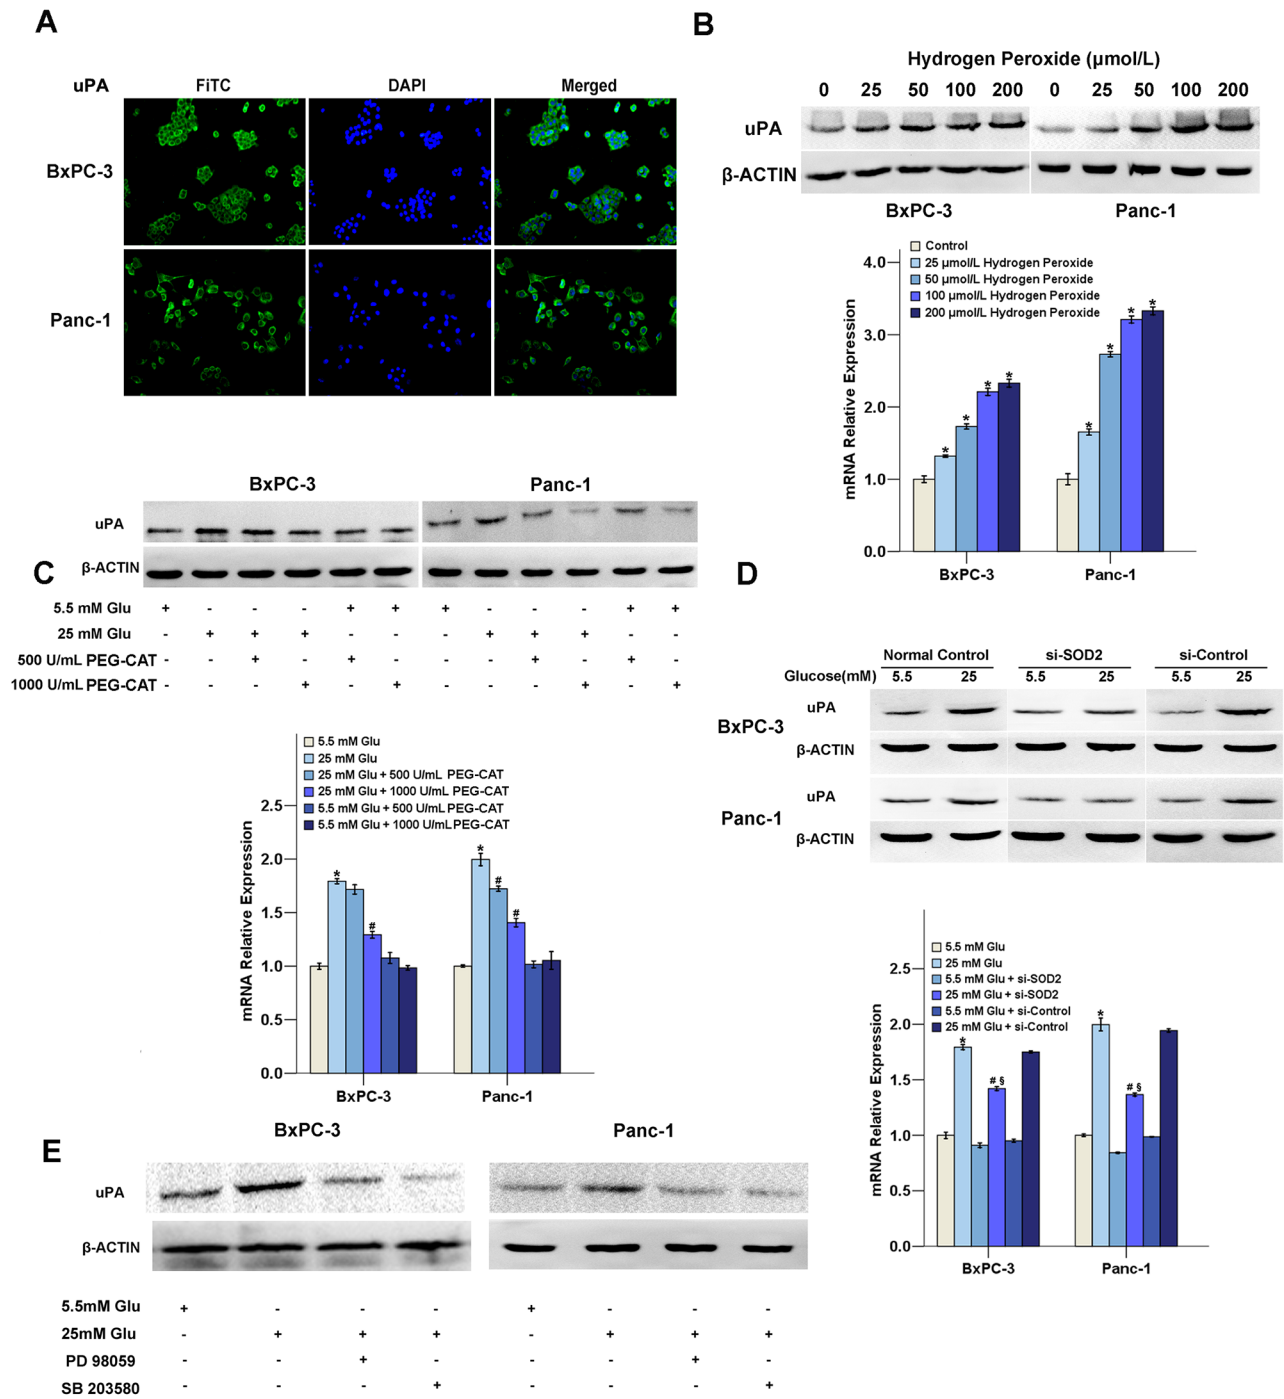 A
uPA FiTC DAPI Merged
BxPC-3
Panc-1
B
Hydrogen Peroxide (μmol/L)
0 25 50 100 200 0 25 50 100 200
uPA
β-ACTIN
BxPC-3 Panc-1
Control
25 μmol/L Hydrogen Peroxide
50 μmol/L Hydrogen Peroxide
100 μmol/L Hydrogen Peroxide
200 μmol/L Hydrogen Peroxide
mRNA Relative Expression
4.0
3.0
2.0
1.0
0.0
* * * * * * * *
BxPC-3 Panc-1
C
BxPC-3 Panc-1
uPA
β-ACTIN
5.5 mM Glu + - - - + + + - - - + +
25 mM Glu - + + + - - - + + + - -
500 U/mL PEG-CAT - - + - + - - - + - + -
1000 U/mL PEG-CAT - - - + - + - - - + - +
5.5 mM Glu
25 mM Glu
25 mM Glu + 500 U/mL PEG-CAT
25 mM Glu + 1000 U/mL PEG-CAT
5.5 mM Glu + 500 U/mL PEG-CAT
5.5 mM Glu + 1000 U/mL PEG-CAT
mRNA Relative Expression
2.5
2.0
1.5
1.0
0.5
0.0
* # * # #
BxPC-3 Panc-1
D
Normal Control si-SOD2 si-Control
Glucose(mM) 5.5 25 5.5 25 5.5 25
BxPC-3
uPA
β-ACTIN
Panc-1
uPA
β-ACTIN
5.5 mM Glu
25 mM Glu
5.5 mM Glu + si-SOD2
25 mM Glu + si-SOD2
5.5 mM Glu + si-Control
25 mM Glu + si-Control
mRNA Relative Expression
2.5
2.0
1.5
1.0
0.5
0.0
* # § * # §
BxPC-3 Panc-1
E
BxPC-3 Panc-1
uPA
β-ACTIN
5.5mM Glu + - - - + - - -
25mM Glu - + + + - + + +
PD 98059 - - + - - - + -
SB 203580 - - - + - - - +